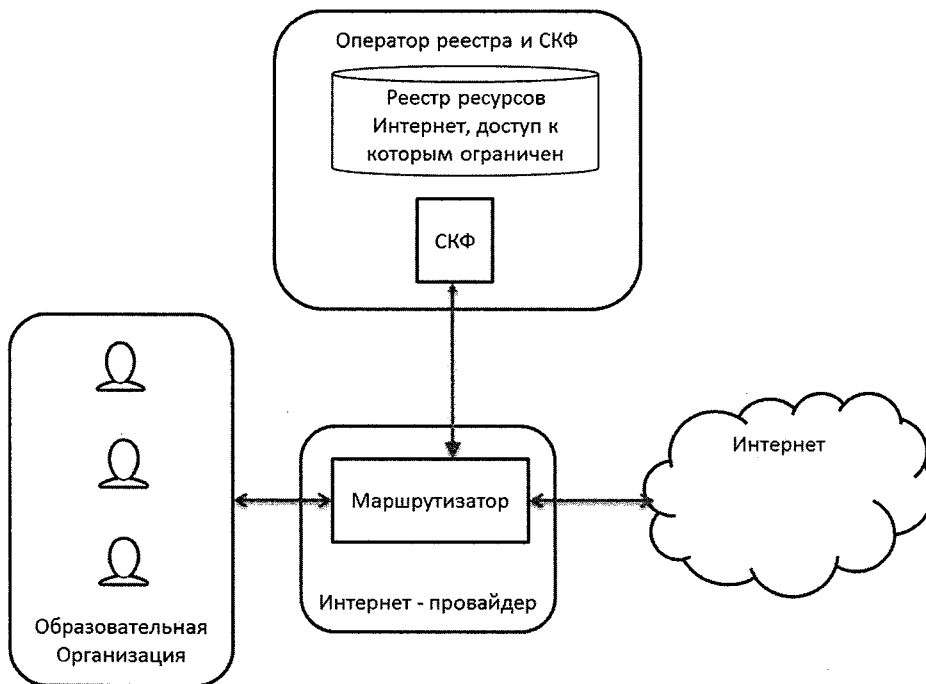 Оператор реестра и СКФ
Реестр ресурсов
Интернет, доступ к
которым ограничен
СКФ
Интернет
Маршрутизатор
Интернет - провайдер
Образовательная
Организация